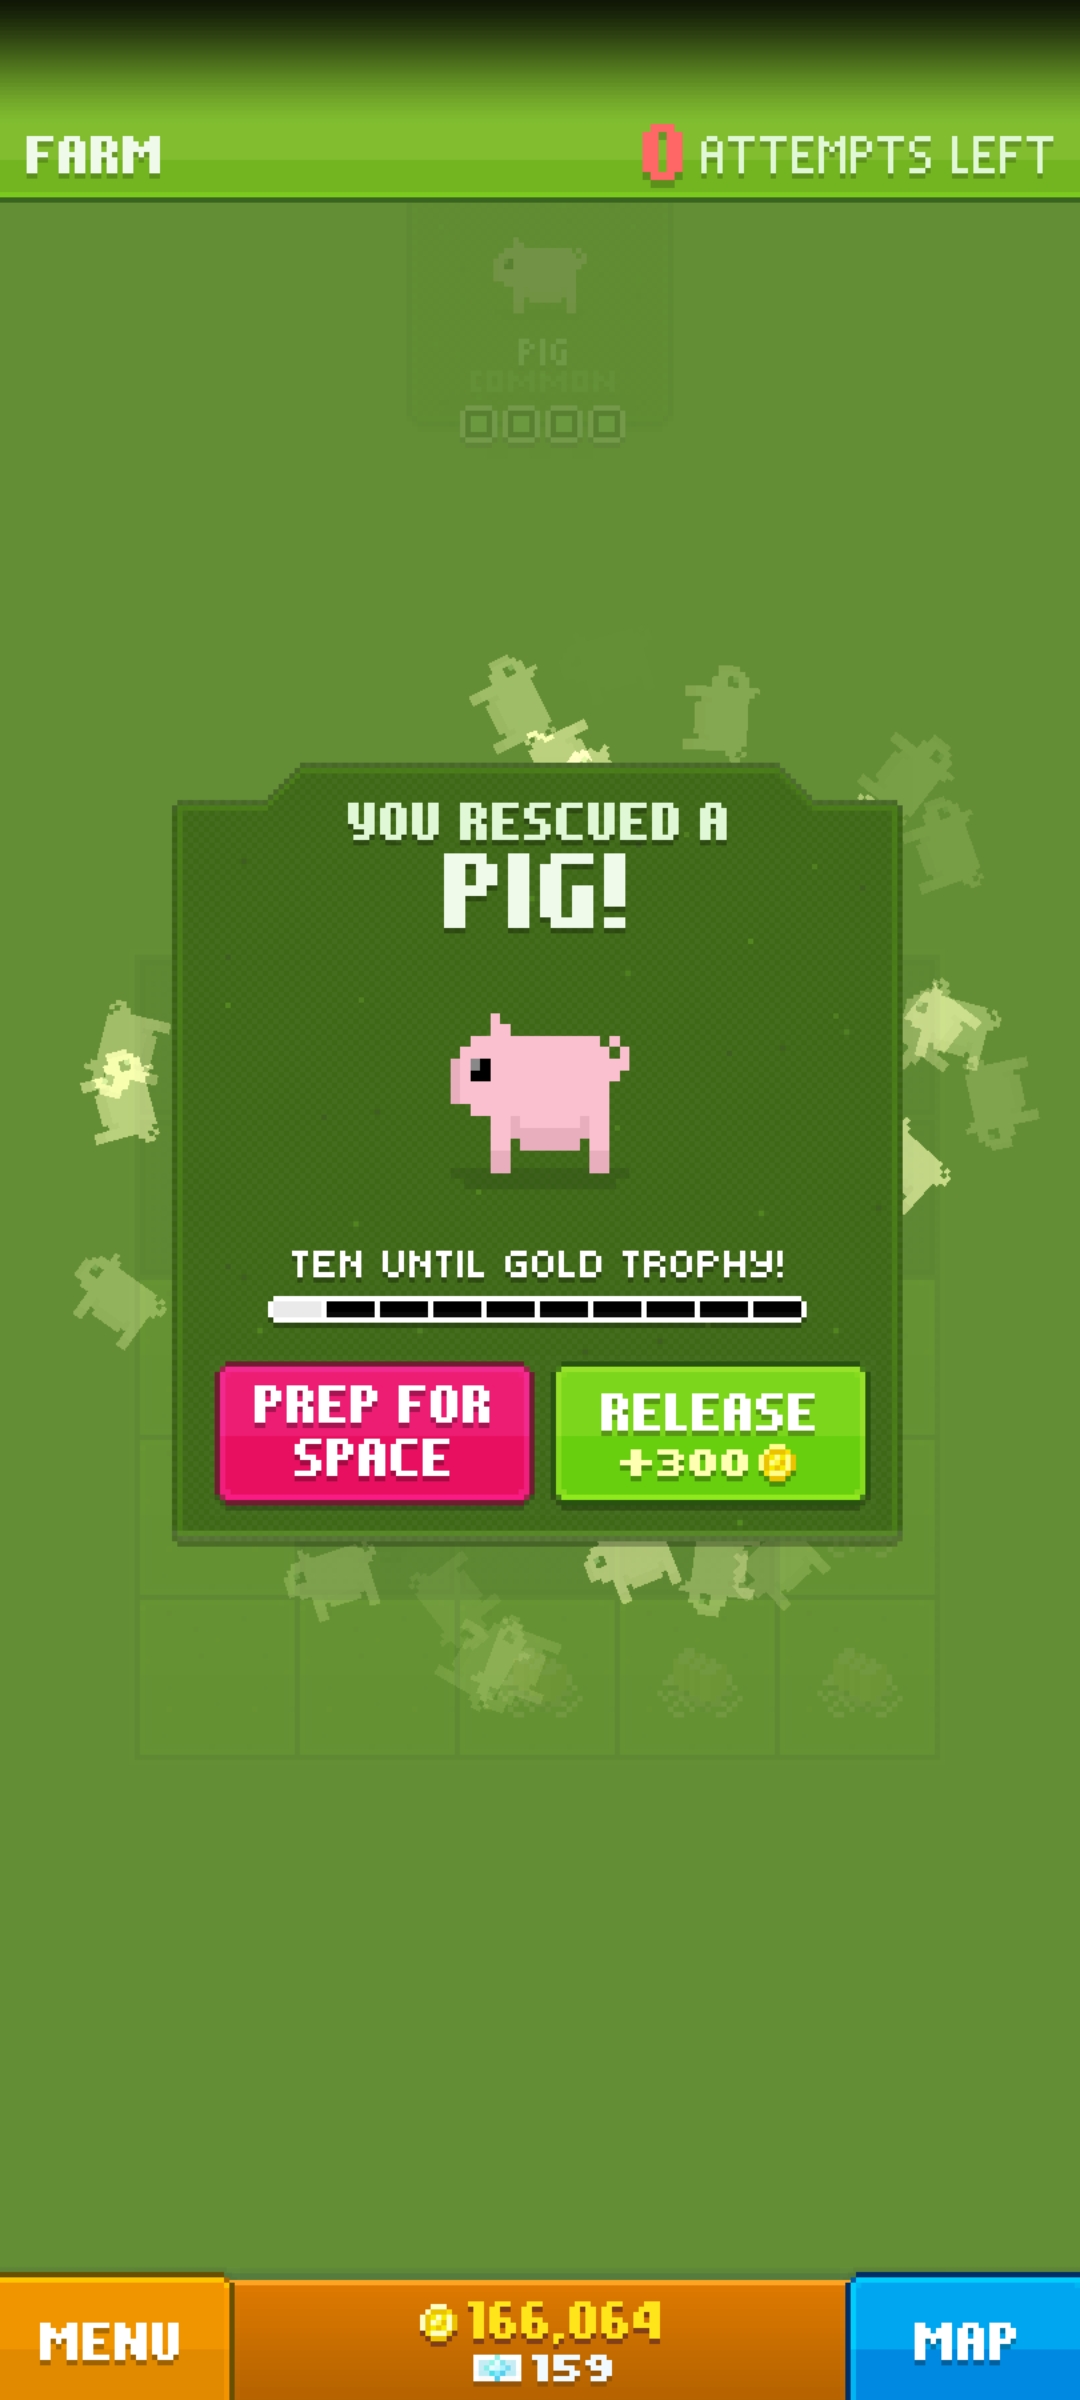 FARM
0 ATTEMPTS LEFT
PIG
COMMON
YOU RESCUED A
PIG!
TEN UNTIL GOLD TROPHY!
PREP FOR
SPACE
RELEASE
+300
MENU
166,064
159
MAP